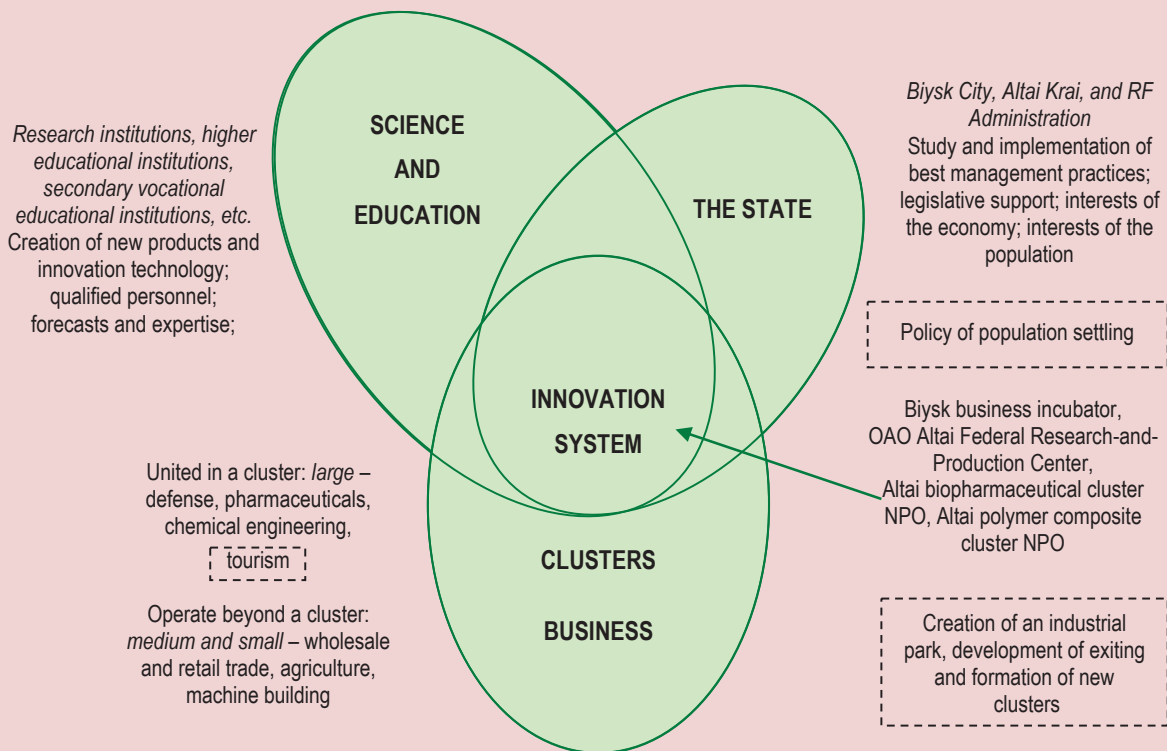 Research institutions, higher
educational institutions,
secondary vocational
educational institutions, etc.
Creation of new products and
innovation technology;
qualified personnel;
forecasts and expertise;
SCIENCE
AND
EDUCATION
THE STATE
Biysk City, Altai Krai, and RF
Administration
Study and implementation of
best management practices;
legislative support; interests of
the economy; interests of the
population
Policy of population settling
INNOVATION
SYSTEM
Biysk business incubator,
OAO Altai Federal Research-and-
Production Center,
Altai biopharmaceutical cluster
NPO, Altai polymer composite
cluster NPO
United in a cluster: large –
defense, pharmaceuticals,
chemical engineering,
tourism
Operate beyond a cluster:
medium and small – wholesale
and retail trade, agriculture,
machine building
CLUSTERS
BUSINESS
Creation of an industrial
park, development of exiting
and formation of new
clusters